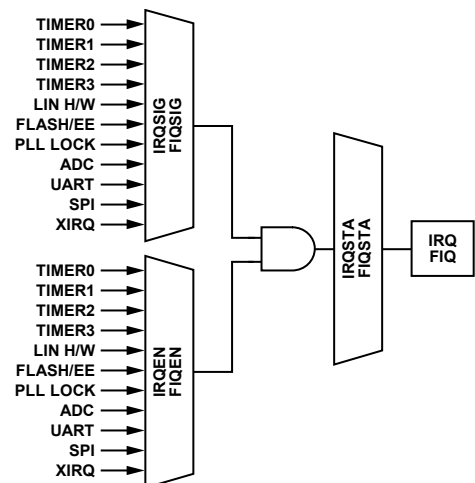 TIMER0
TIMER1
TIMER2
TIMER3
LIN H/W
FLASH/EE
PLL LOCK
ADC
UART
SPI
XIRQ
IRQSIG
FIQSIG
TIMER0
TIMER1
TIMER2
TIMER3
LIN H/W
FLASH/EE
PLL LOCK
ADC
UART
SPI
XIRQ
IRQEN
FIQEN
IRQSTA
FIQSTA
IRQ
FIQ